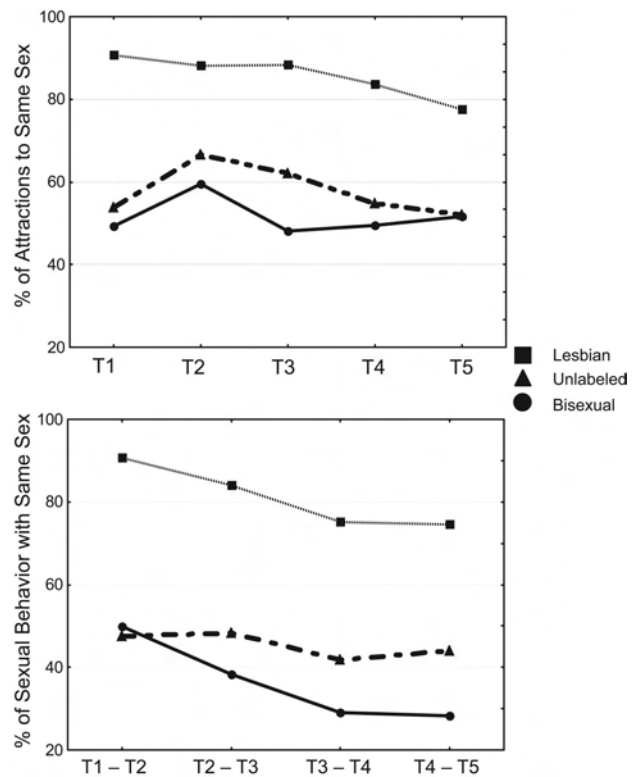 % of Attractions to Same Sex
100
80
60
40
20
T1 T2 T3 T4 T5
Lesbian
Unlabeled
Bisexual
% of Sexual Behavior with Same Sex
100
80
60
40
20
T1 – T2 T2 – T3 T3 – T4 T4 – T5